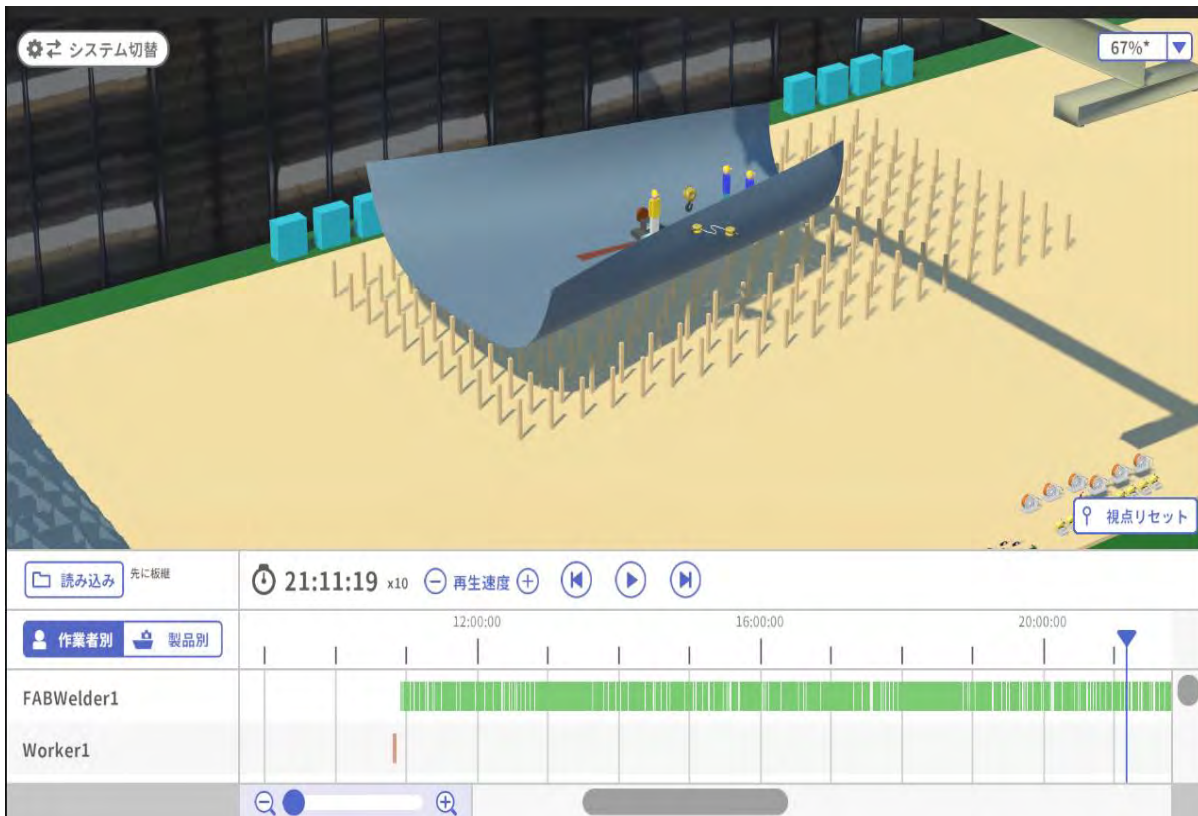 システム切替
67%*
視点リセット
読み込み
先に板継
21:11:19 x10 再生速度
作業者別 製品別
12:00:00 16:00:00 20:00:00
FABWelder1
Worker1